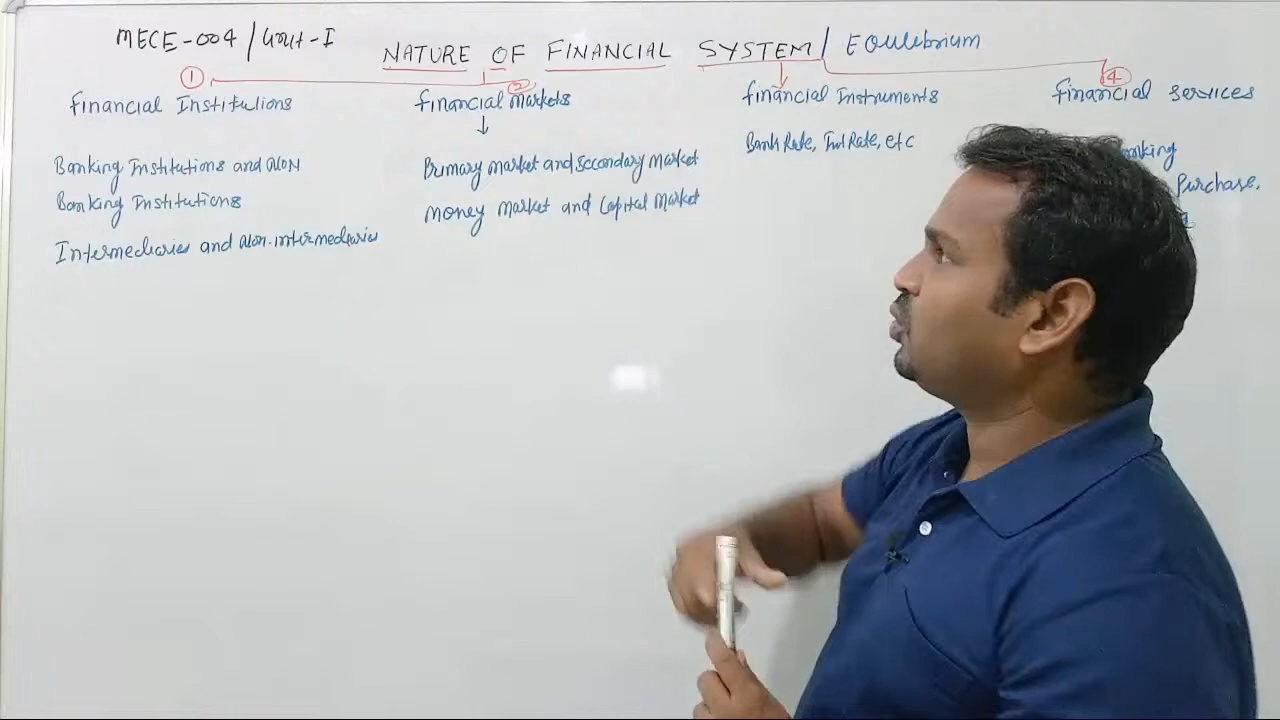 MECE-004 / Unit-I
NATURE OF FINANCIAL SYSTEM / Equilibrium
1
Financial Institutions
Banking Institutions and Non
Banking Institutions
Intermediaries and Non-intermediaries
2
Financial Markets
Primary market and Secondary Market
Money Market and Capital Market
Financial Instruments
Bank Rate, Int Rate, etc
4
Financial Services
Purchase,